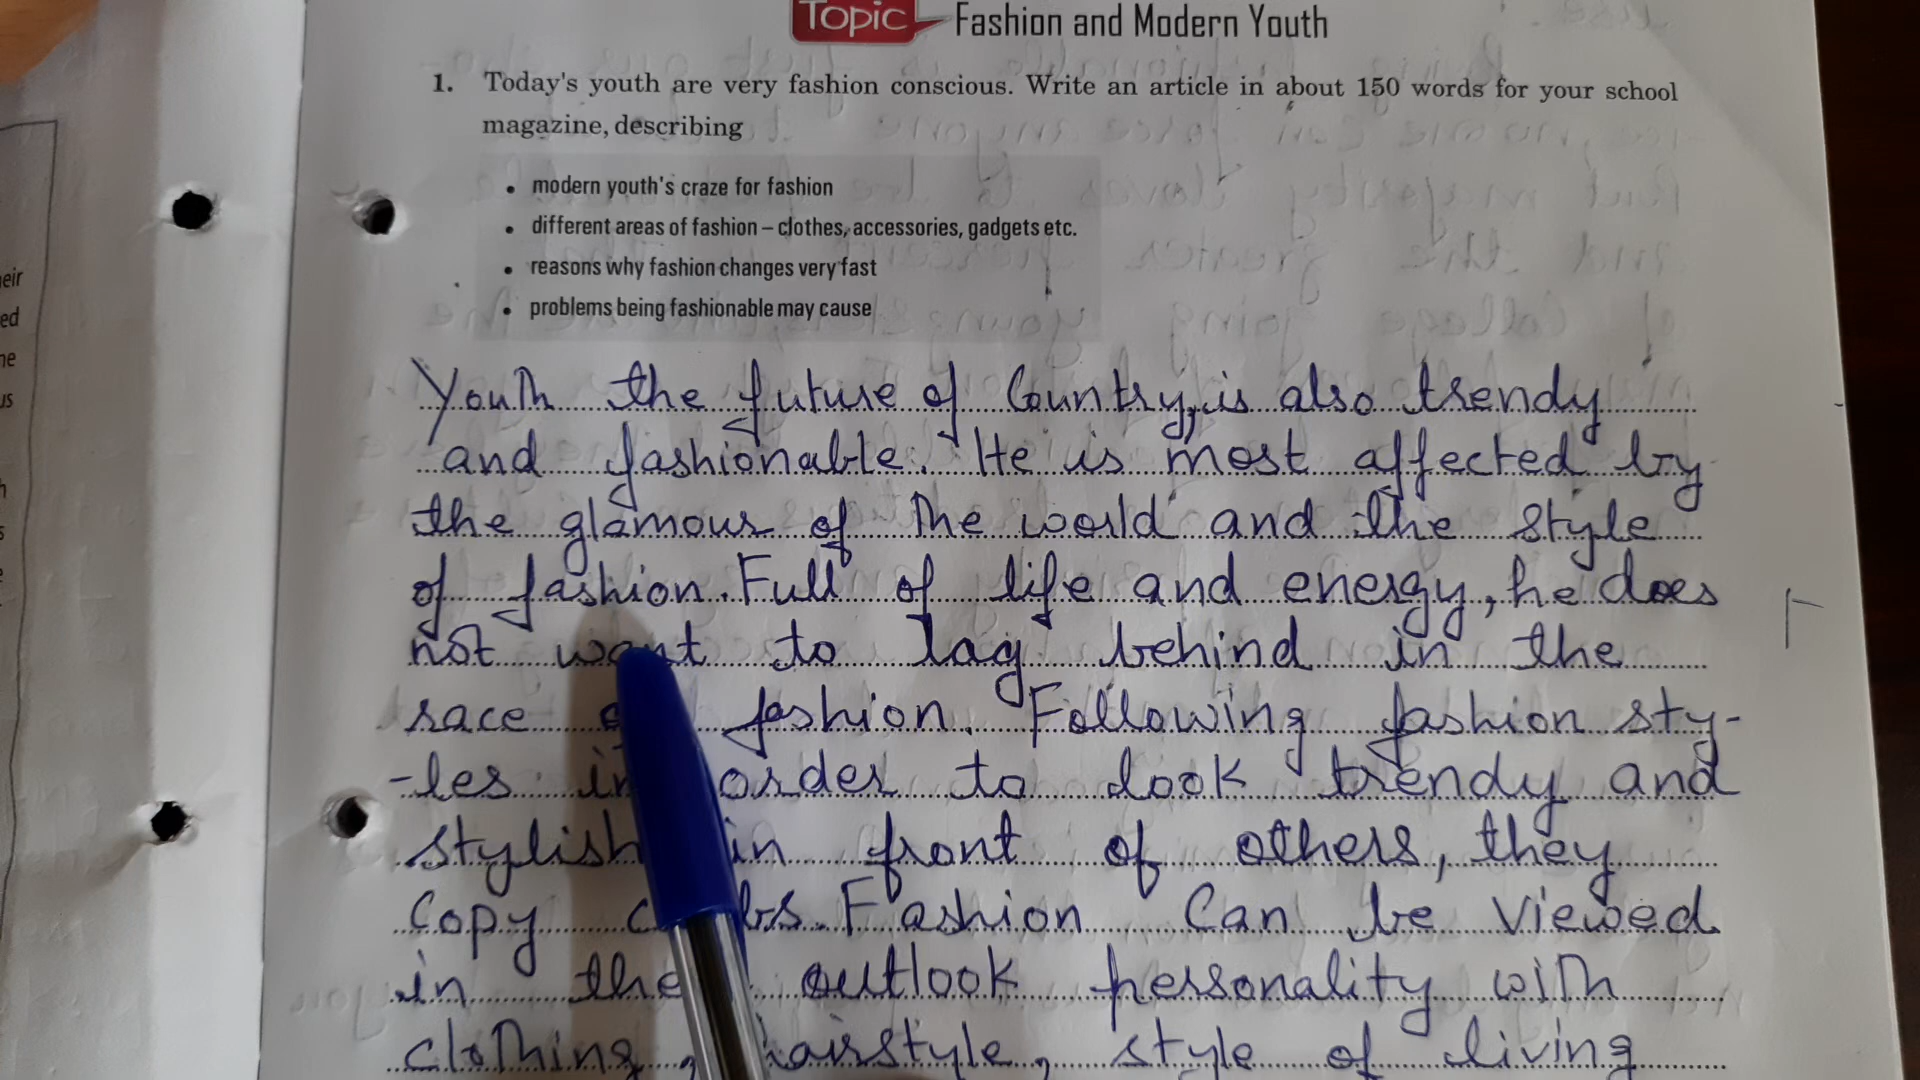 Topic Fashion and Modern Youth
1. Today's youth are very fashion conscious. Write an article in about 150 words for your school
magazine, describing
• modern youth's craze for fashion
• different areas of fashion – clothes, accessories, gadgets etc.
• reasons why fashion changes very fast
• problems being fashionable may cause
eir
ed
ne
us
Youth the future of Country, is also trendy
and fashionable. He is most affected by
the glamour of the world and the style
of fashion. Full of life and energy, he does
not want to lag behind in the
race fashion. Following fashion sty-
-les in order to look trendy and
stylish in front of others, they
Copy Fashion Can be viewed
in the outlook personality with
clothing, hairstyle, style of living